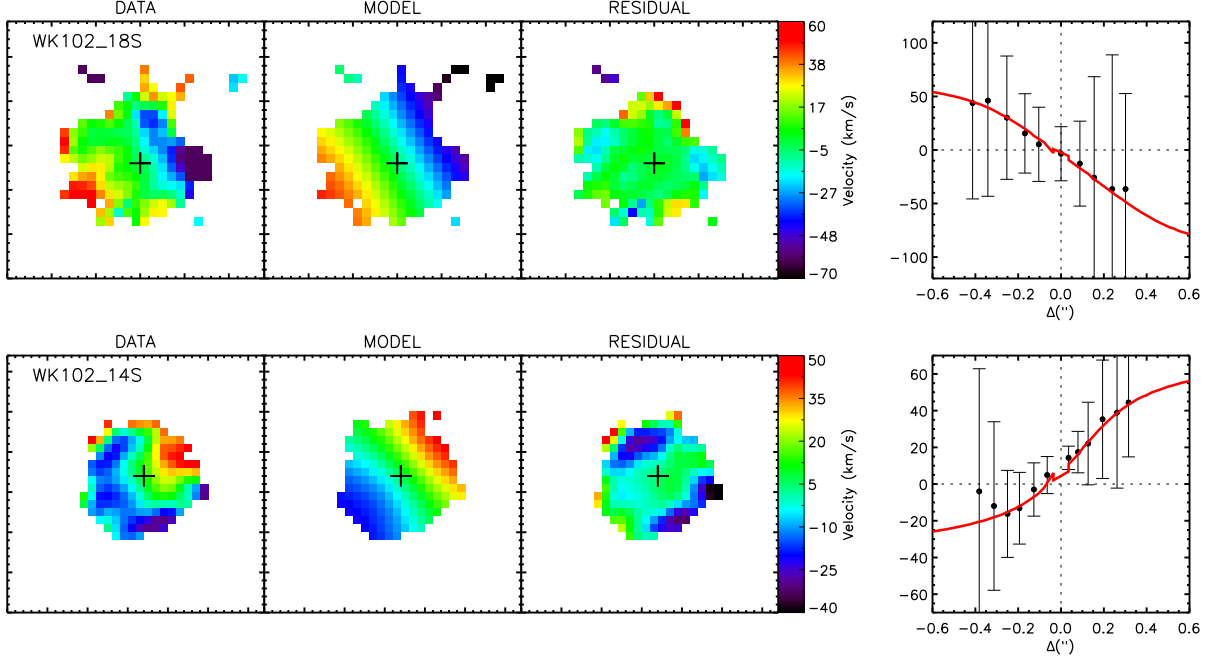 DATA MODEL RESIDUAL
WK102_18S
60
38
17
-5
-27
-48
-70
Velocity (km/s)
100
50
0
-50
-100
-0.6 -0.4 -0.2 0.0 0.2 0.4 0.6
Δ('')
DATA MODEL RESIDUAL
WK102_14S
50
35
20
5
-10
-25
-40
Velocity (km/s)
60
40
20
0
-20
-40
-60
-0.6 -0.4 -0.2 0.0 0.2 0.4 0.6
Δ('')